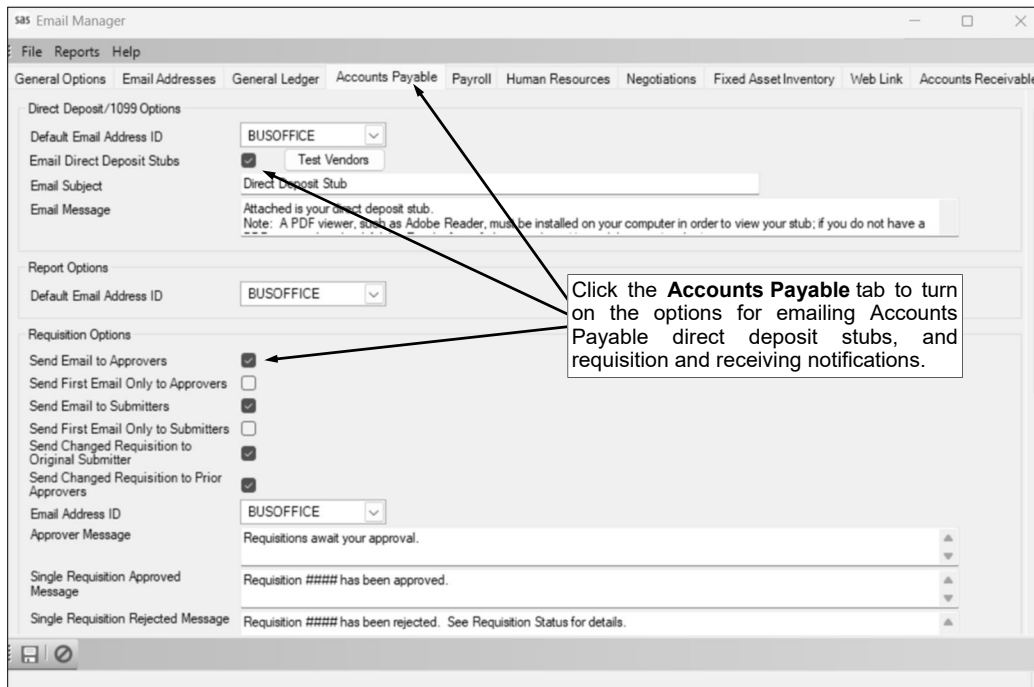 sas Email Manager
File Reports Help
General Options Email Addresses General Ledger Accounts Payable Payroll Human Resources Negotiations Fixed Asset Inventory Web Link Accounts Receivable
Direct Deposit/1099 Options
Default Email Address ID BUSOFFICE
Email Direct Deposit Stubs Test Vendors
Email Subject Direct Deposit Stub
Email Message Attached is your direct deposit stub.
Note: A PDF viewer, such as Adobe Reader, must be installed on your computer in order to view your stub; if you do not have a
Report Options
Default Email Address ID BUSOFFICE
Click the Accounts Payable tab to turn
on the options for emailing Accounts
Payable direct deposit stubs, and
requisition and receiving notifications.
Requisition Options
Send Email to Approvers
Send First Email Only to Approvers
Send Email to Submitters
Send First Email Only to Submitters
Send Changed Requisition to
Original Submitter
Send Changed Requisition to Prior
Approvers
Email Address ID BUSOFFICE
Approver Message Requisitions await your approval.
Single Requisition Approved
Message
Requisition #### has been approved.
Single Requisition Rejected Message Requisition #### has been rejected. See Requisition Status for details.